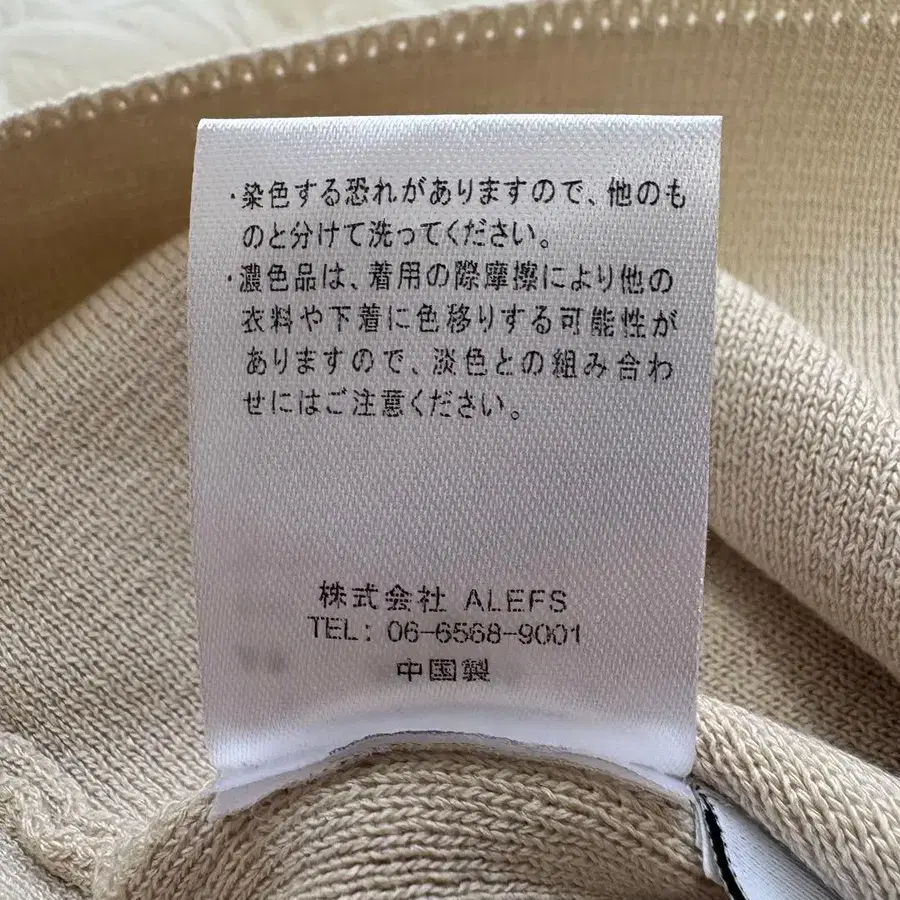 ・染色する恐れがありますので、他のも
のと分けて洗ってください。
・濃色品は、着用の際摩擦により他の
衣料や下着に色移りする可能性が
ありますので、淡色との組み合わ
せにはご注意ください。
株式会社 ALEFS
TEL: 06-6568-9001
中国製